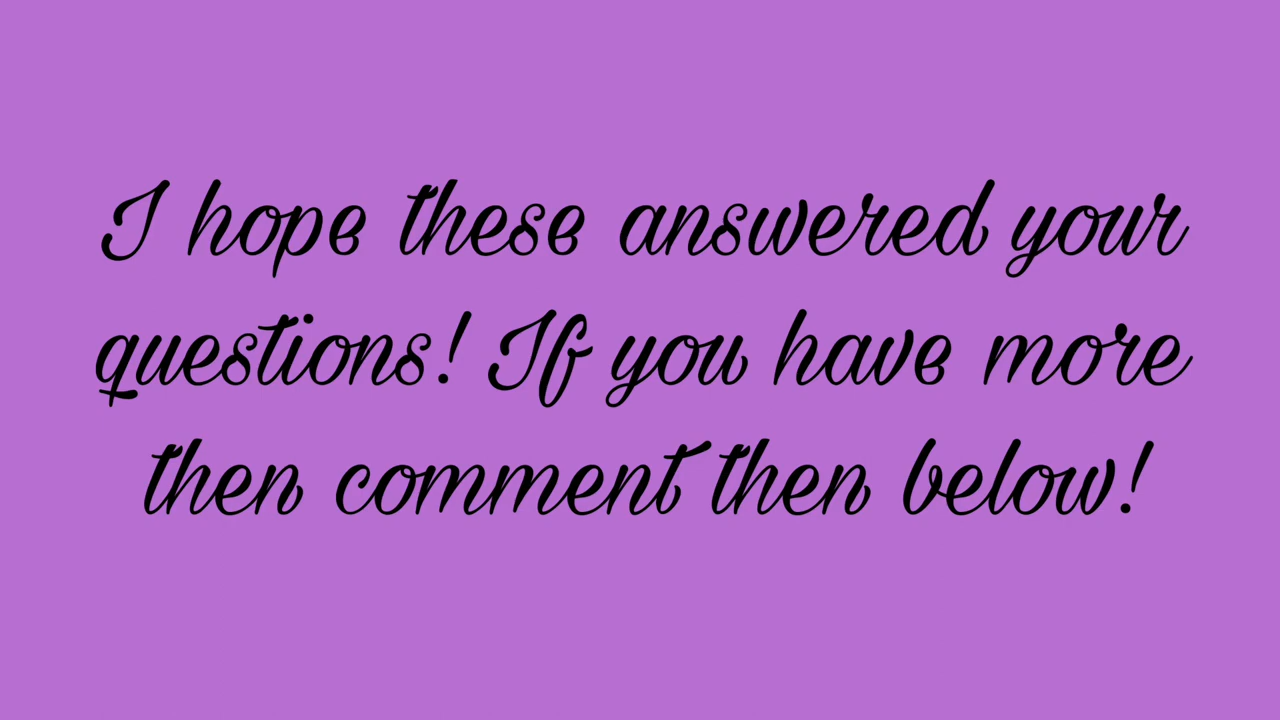 I hope these answered your
questions! If you have more
then comment then below!